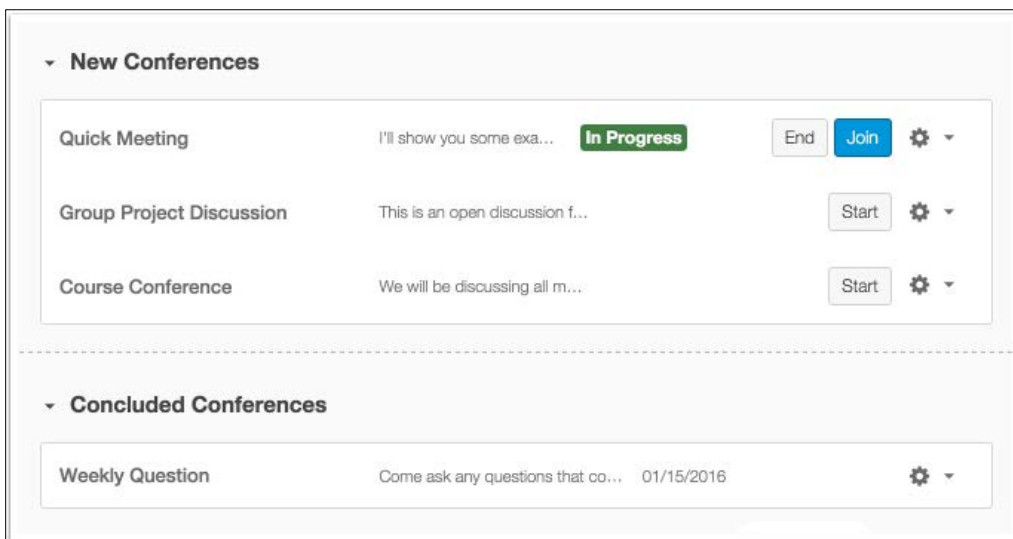 New Conferences
Quick Meeting I'll show you some exa... In Progress End Join
Group Project Discussion This is an open discussion f... Start
Course Conference We will be discussing all m... Start
Concluded Conferences
Weekly Question Come ask any questions that co... 01/15/2016